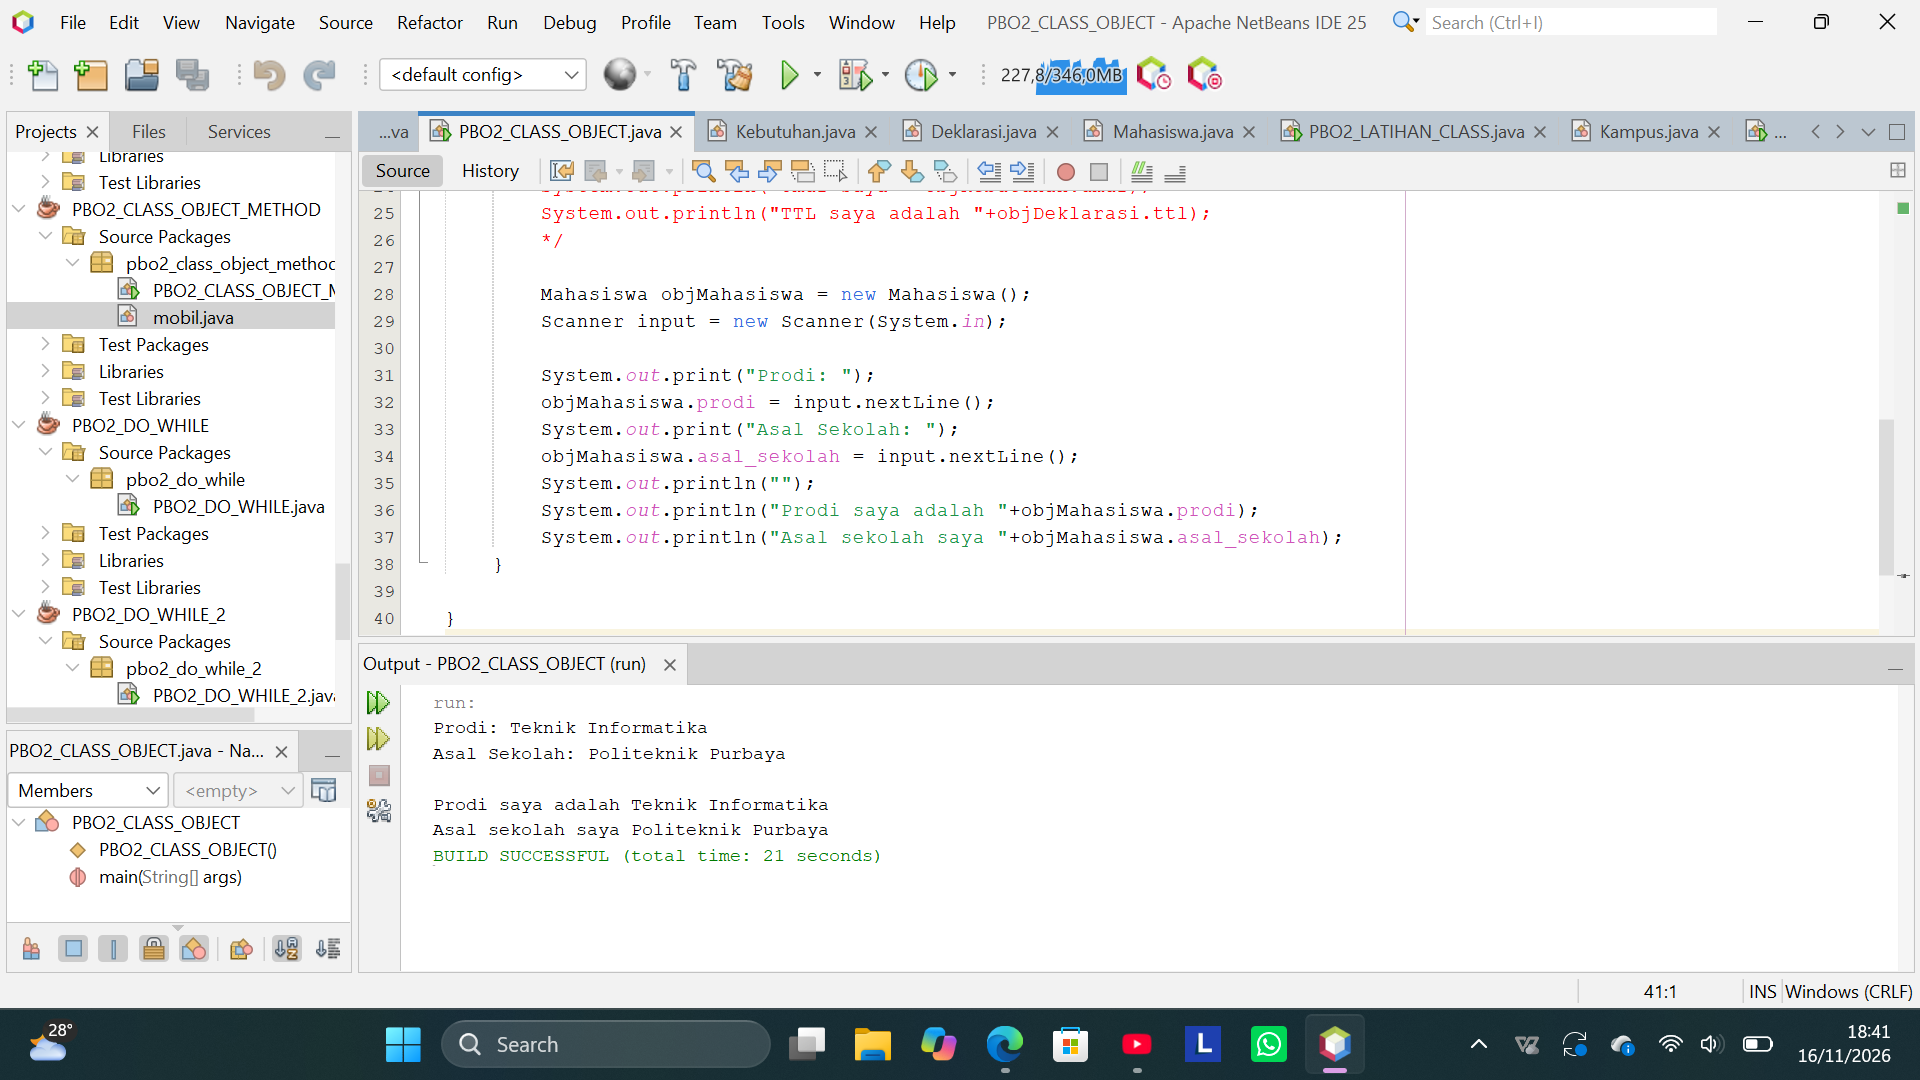 File Edit View Navigate Source Refactor Run Debug Profile Team Tools Window Help PBO2_CLASS_OBJECT - Apache NetBeans IDE 25 Search (Ctrl+I)
<default config> 227,8/346,0MB
Projects Files Services
Libraries
Test Libraries
PBO2_CLASS_OBJECT_METHOD
Source Packages
pbo2_class_object_method
PBO2_CLASS_OBJECT_M
mobil.java
Test Packages
Libraries
Test Libraries
PBO2_DO_WHILE
Source Packages
pbo2_do_while
PBO2_DO_WHILE.java
Test Packages
Libraries
Test Libraries
PBO2_DO_WHILE_2
Source Packages
pbo2_do_while_2
PBO2_DO_WHILE_2.java
PBO2_CLASS_OBJECT.java - Na...
Members <empty>
PBO2_CLASS_OBJECT
PBO2_CLASS_OBJECT()
main(String[] args)
...va PBO2_CLASS_OBJECT.java Kebutuhan.java Deklarasi.java Mahasiswa.java PBO2_LATIHAN_CLASS.java Kampus.java ...
Source History
25 System.out.println("TTL saya adalah "+objDeklarasi.ttl);
26 */
27
28 Mahasiswa objMahasiswa = new Mahasiswa();
29 Scanner input = new Scanner(System.in);
30
31 System.out.print("Prodi: ");
32 objMahasiswa.prodi = input.nextLine();
33 System.out.print("Asal Sekolah: ");
34 objMahasiswa.asal_sekolah = input.nextLine();
35 System.out.println("");
36 System.out.println("Prodi saya adalah "+objMahasiswa.prodi);
37 System.out.println("Asal sekolah saya "+objMahasiswa.asal_sekolah);
38 }
39
40 }
Output - PBO2_CLASS_OBJECT (run)
run:
Prodi: Teknik Informatika
Asal Sekolah: Politeknik Purbaya
Prodi saya adalah Teknik Informatika
Asal sekolah saya Politeknik Purbaya
BUILD SUCCESSFUL (total time: 21 seconds)
41:1 INS Windows (CRLF)
28° Search L 18:41
16/11/2026